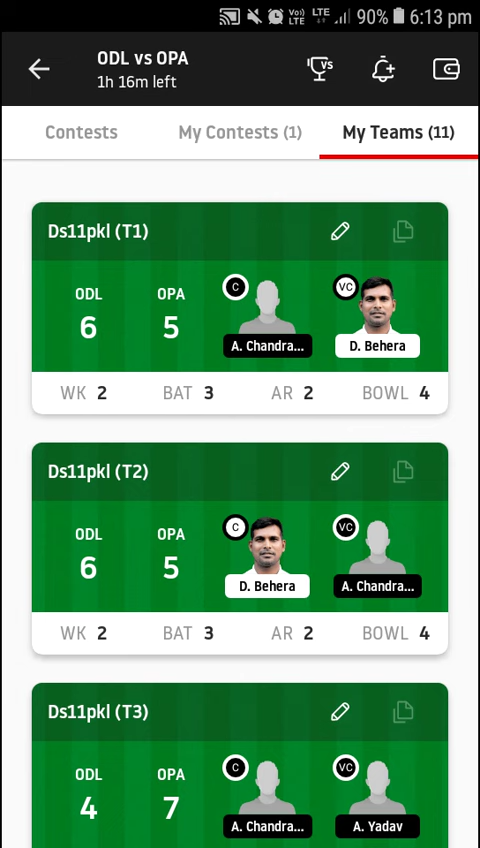 90% 6:13 pm
ODL vs OPA
1h 16m left
VS
Contests My Contests (1) My Teams (11)
Ds11pkl (T1)
ODL OPA C VC
6 5
A. Chandra... D. Behera
WK 2 BAT 3 AR 2 BOWL 4
Ds11pkl (T2)
ODL OPA C VC
6 5
D. Behera A. Chandra...
WK 2 BAT 3 AR 2 BOWL 4
Ds11pkl (T3)
ODL OPA C VC
4 7
A. Chandra... A. Yadav